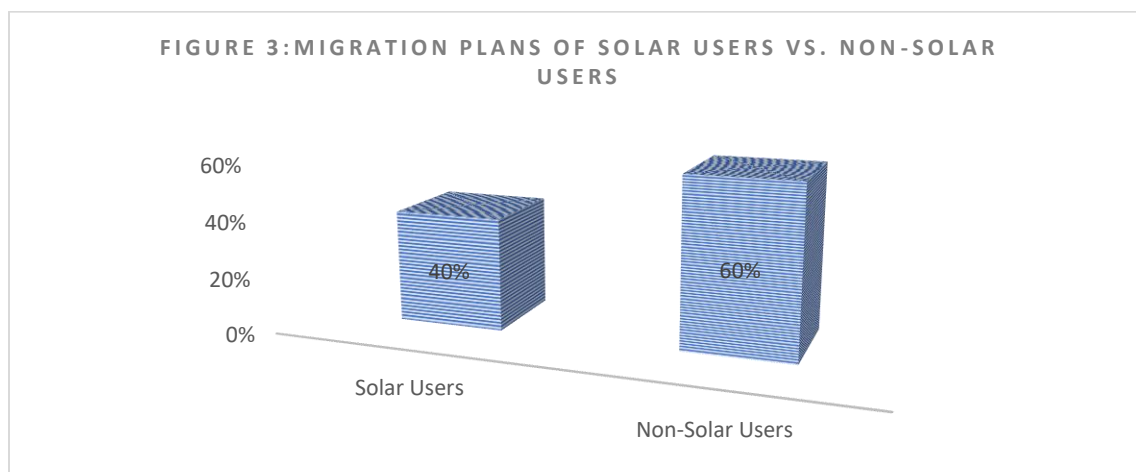 FIGURE 3:MIGRATION PLANS OF SOLAR USERS VS. NON-SOLAR
USERS
60%
40%
20%
0%
40%
60%
Solar Users
Non-Solar Users